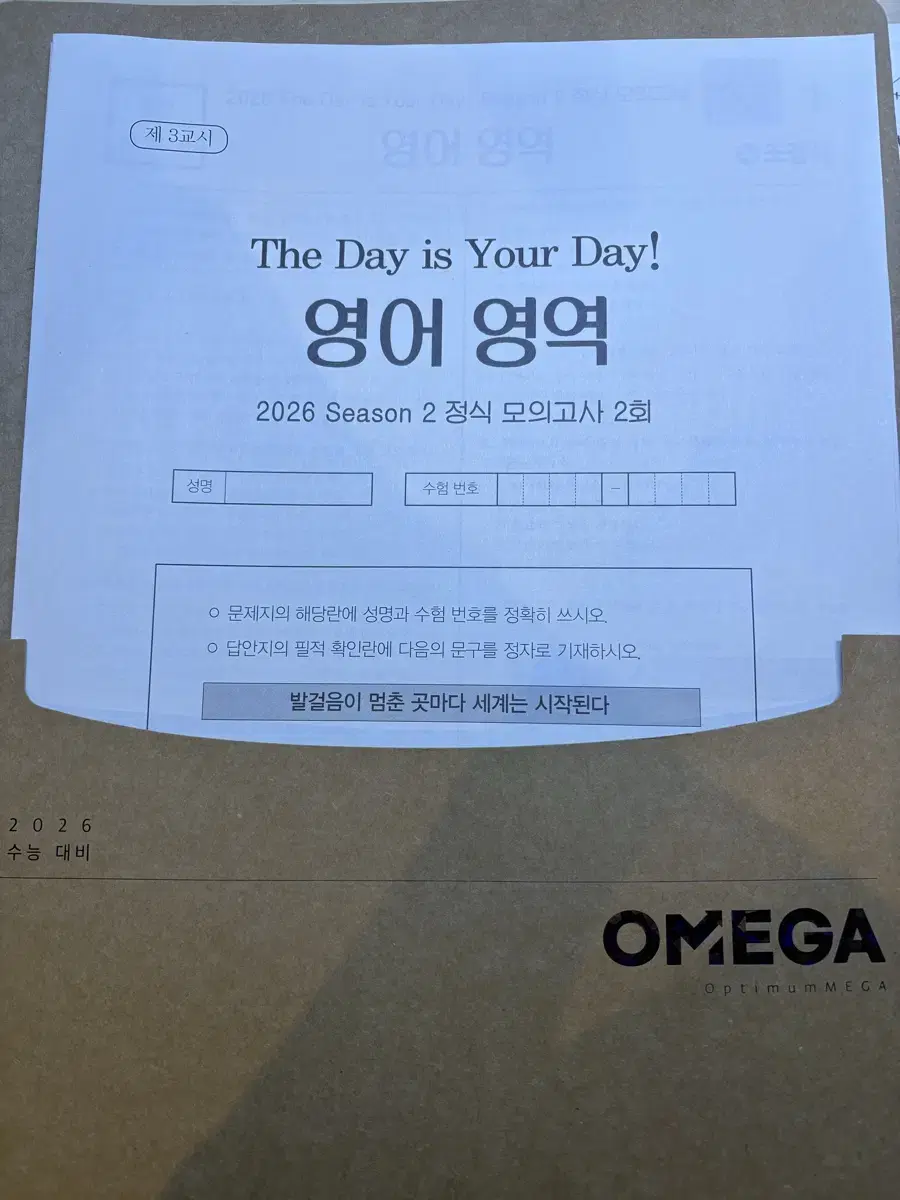 제 3교시
The Day is Your Day!
영어 영역
2026 Season 2 정식 모의고사 2회
성명
수험 번호
–
○ 문제지의 해당란에 성명과 수험 번호를 정확히 쓰시오.
○ 답안지의 필적 확인란에 다음의 문구를 정자로 기재하시오.
발걸음이 멈춘 곳마다 세계는 시작된다
2026
수능 대비
OMEGA
OptimumMEGA